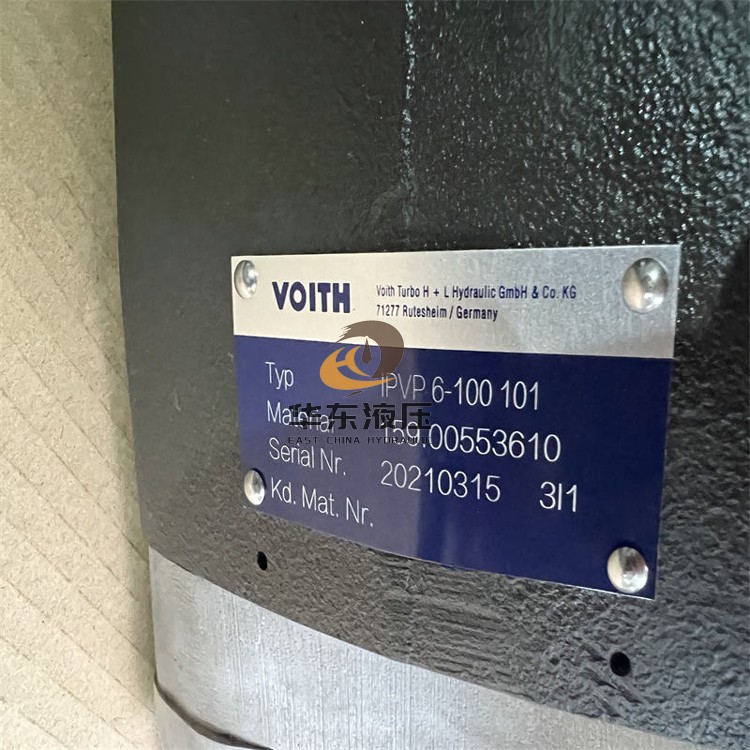 VOITH
Voith Turbo H + L Hydraulic GmbH & Co. KG
71277 Rutesheim / Germany
Typ IPVP 6-100 101
Material 159.00553610
Serial Nr. 20210315 3I1
Kd. Mat. Nr.
华东液压
EAST CHINA HYDRAULIC